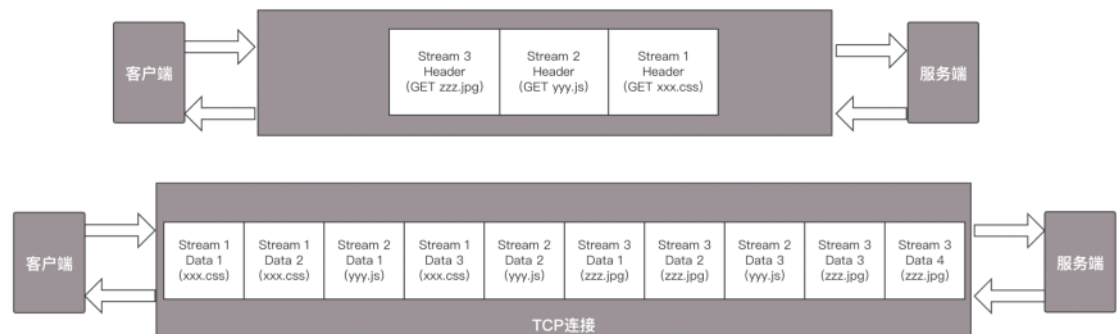 客户端
Stream 3
Header
(GET zzz.jpg)
Stream 2
Header
(GET yyy.js)
Stream 1
Header
(GET xxx.css)
服务端
客户端
Stream 1
Data 1
(xxx.css)
Stream 1
Data 2
(xxx.css)
Stream 2
Data 1
(yyy.js)
Stream 1
Data 3
(xxx.css)
Stream 2
Data 2
(yyy.js)
Stream 3
Data 1
(zzz.jpg)
Stream 3
Data 2
(zzz.jpg)
Stream 2
Data 3
(yyy.js)
Stream 3
Data 3
(zzz.jpg)
Stream 3
Data 4
(zzz.jpg)
服务端
TCP连接